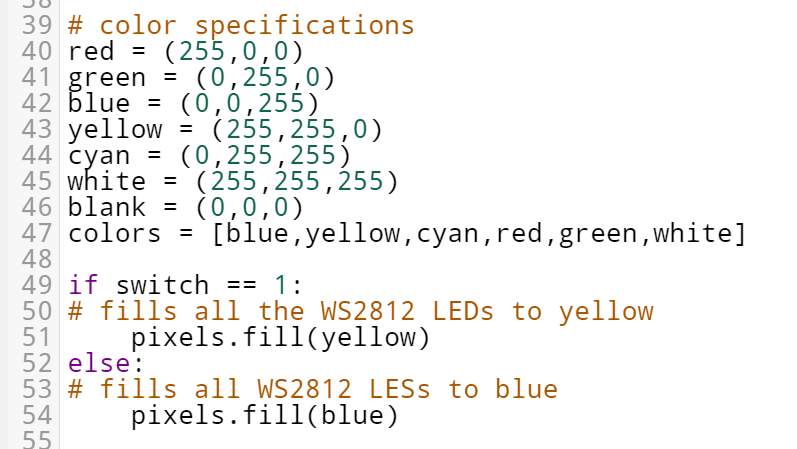 38
39 # color specifications
40 red = (255,0,0)
41 green = (0,255,0)
42 blue = (0,0,255)
43 yellow = (255,255,0)
44 cyan = (0,255,255)
45 white = (255,255,255)
46 blank = (0,0,0)
47 colors = [blue,yellow,cyan,red,green,white]
48
49 if switch == 1:
50 # fills all the WS2812 LEDs to yellow
51     pixels.fill(yellow)
52 else:
53 # fills all WS2812 LESs to blue
54     pixels.fill(blue)
55